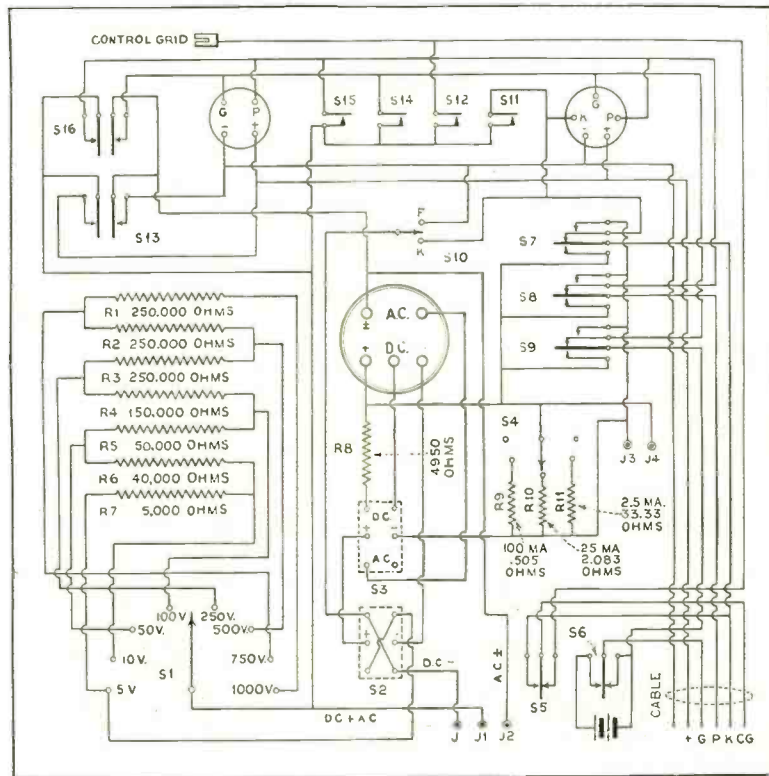 CONTROL GRID
S16
G P
- +
S15
S14
S12
S11
G
K P
- +
S13
F
K
S10
S7
S8
S9
R1 250.000 OHMS
R2 250.000 OHMS
R3 250.000 OHMS
R4 150.000 OHMS
R5 50.000 OHMS
R6 40,000 OHMS
R7 5,000 OHMS
± A.C.
+ D.C. -
R8
4950 OHMS
S4
R9
R10
R11
J3 J4
2.5 MA.
33.33
OHMS
100 MA
.505
OHMS
25 MA
2.083
OHMS
D.C.
+ -
A.C.
S3
100V. 250V.
50V. 500V.
10V. 750V.
5V 1000V.
S1
+ -
S2
D.C -
AC ±
DC + AC
J J1 J2
S5
S6
CABLE
- + G P K CG